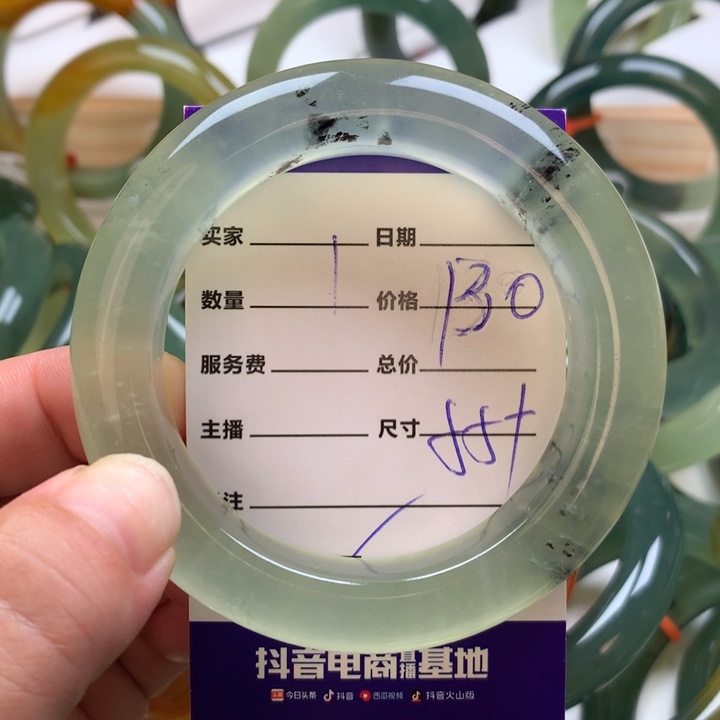 买家 日期
数量 1 价格 130
服务费 总价
主播 尺寸 55+
注
抖音电商直播基地
今日头条 抖音 西瓜视频 抖音火山版